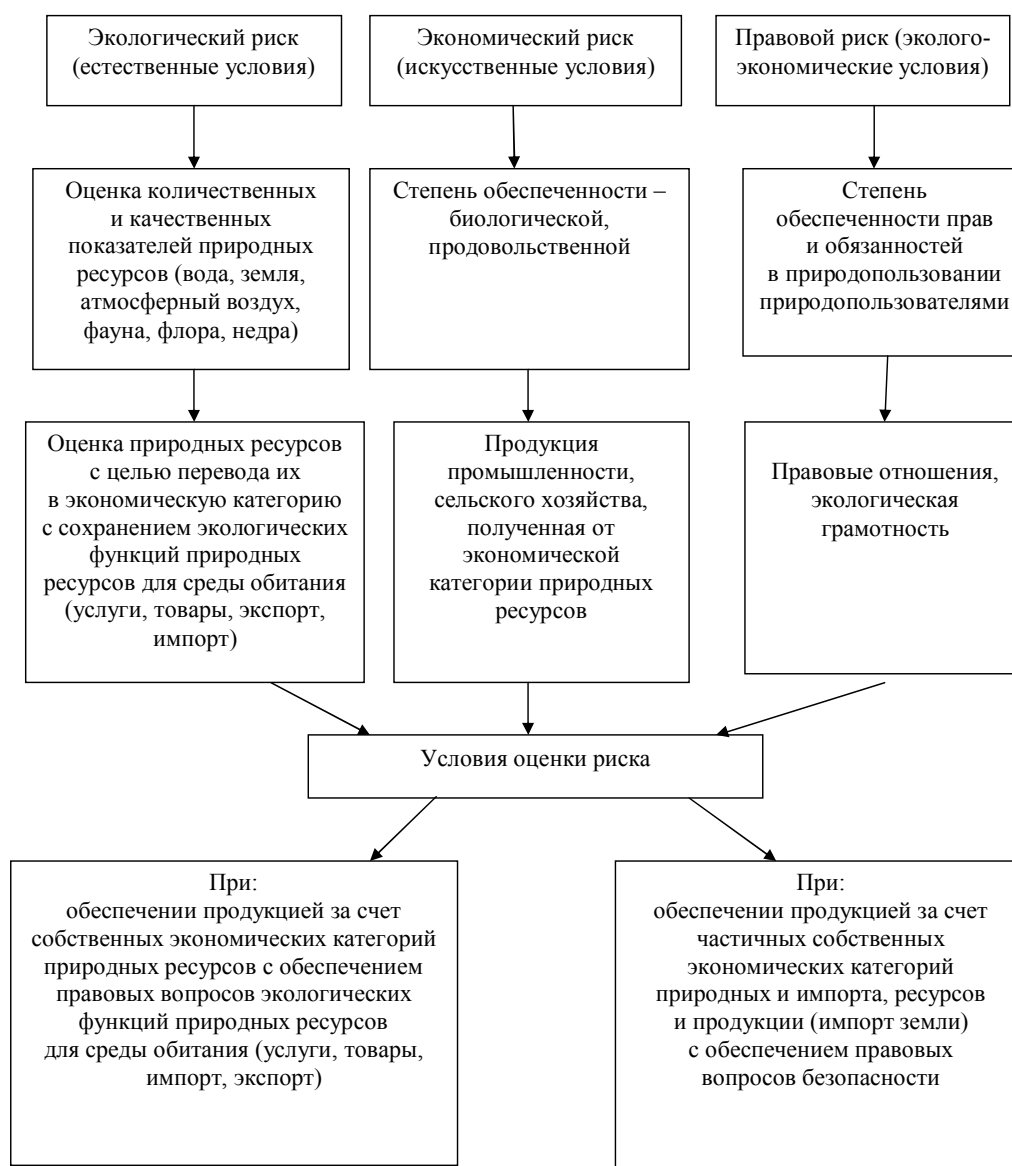 Экологический риск
(естественные условия)
Экономический риск
(искусственные условия)
Правовой риск (эколого-
экономические условия)
Оценка количественных
и качественных
показателей природных
ресурсов (вода, земля,
атмосферный воздух,
фауна, флора, недра)
Степень обеспеченности –
биологической,
продовольственной
Степень
обеспеченности прав
и обязанностей
в природопользовании
природопользователями
Оценка природных ресурсов
с целью перевода их
в экономическую категорию
с сохранением экологических
функций природных
ресурсов для среды обитания
(услуги, товары, экспорт,
импорт)
Продукция
промышленности,
сельского хозяйства,
полученная от
экономической
категории природных
ресурсов
Правовые отношения,
экологическая
грамотность
Условия оценки риска
При:
обеспечении продукцией за счет
собственных экономических категорий
природных ресурсов с обеспечением
правовых вопросов экологических
функций природных ресурсов
для среды обитания (услуги, товары,
импорт, экспорт)
При:
обеспечении продукцией за счет
частичных собственных
экономических категорий
природных и импорта, ресурсов
и продукции (импорт земли)
с обеспечением правовых
вопросов безопасности